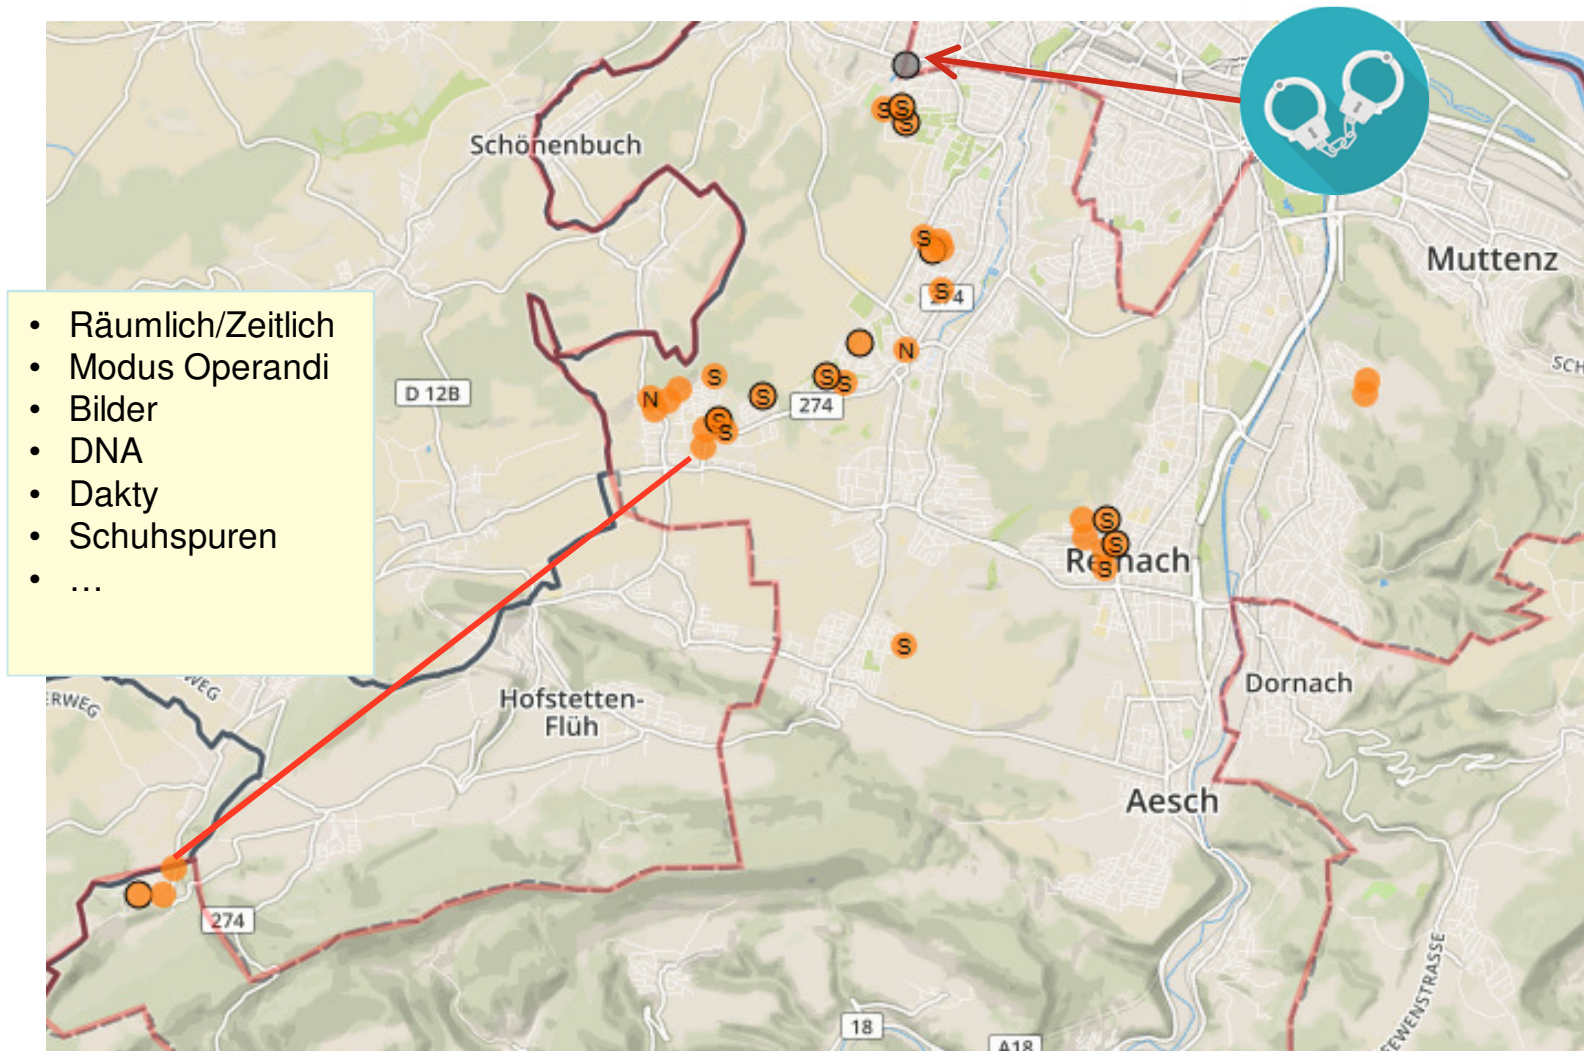 Schönenbuch
Muttenz
• Räumlich/Zeitlich
• Modus Operandi
• Bilder
• DNA
• Dakty
• Schuhspuren
• …
D 12B
274
S
S
S
S
S
N
S
S
S
S
N
S
S
S
S
S
S
Hofstetten-
Flüh
Dornach
Aesch
274
18
A18